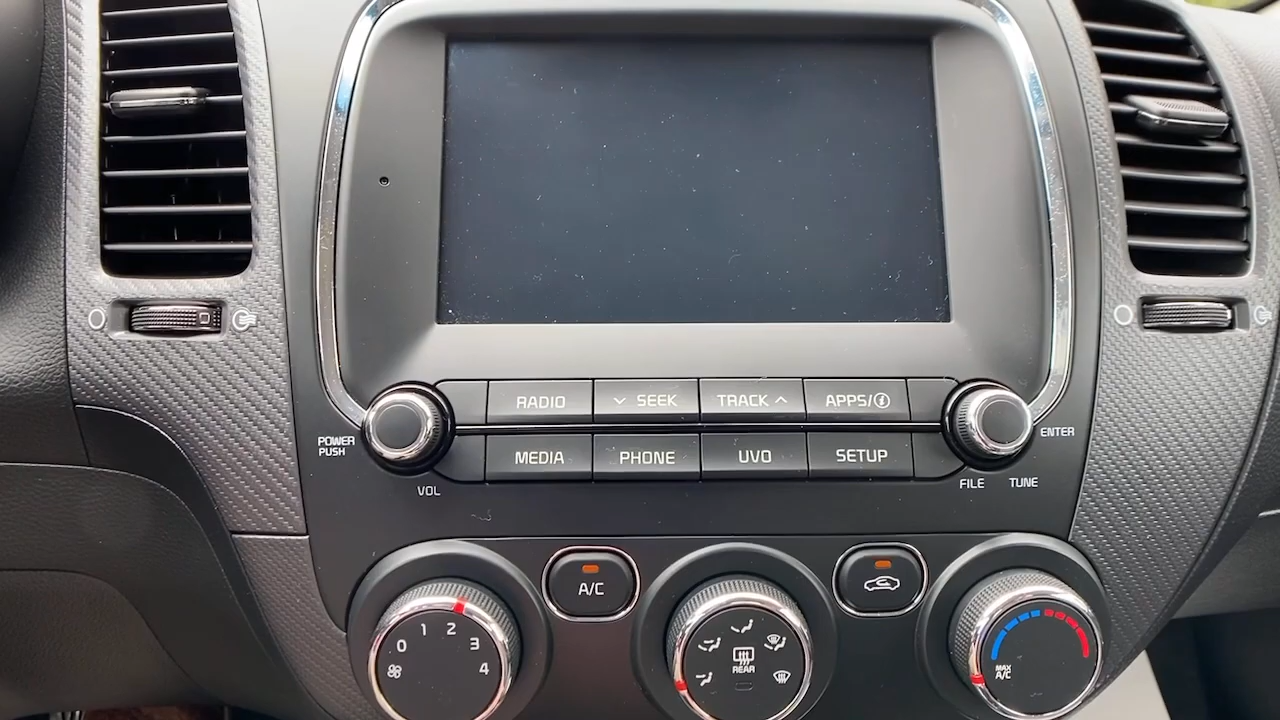 RADIO
SEEK
TRACK
APPS/i
POWER
PUSH
ENTER
MEDIA
PHONE
UVO
SETUP
VOL
FILE
TUNE
A/C
0
1
2
3
4
REAR
MAX
A/C